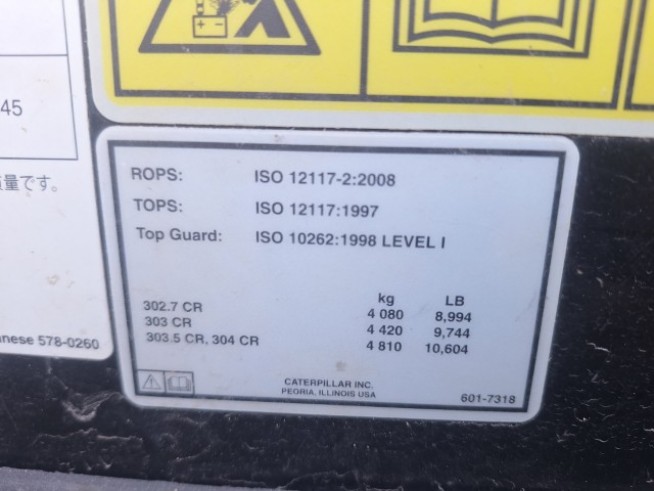 45
量です。
nese 578-0260
ROPS: ISO 12117-2:2008
TOPS: ISO 12117:1997
Top Guard: ISO 10262:1998 LEVEL I
kg LB
302.7 CR 4 080 8,994
303 CR 4 420 9,744
303.5 CR, 304 CR 4 810 10,604
CATERPILLAR INC.
PEORIA, ILLINOIS USA
601-7318